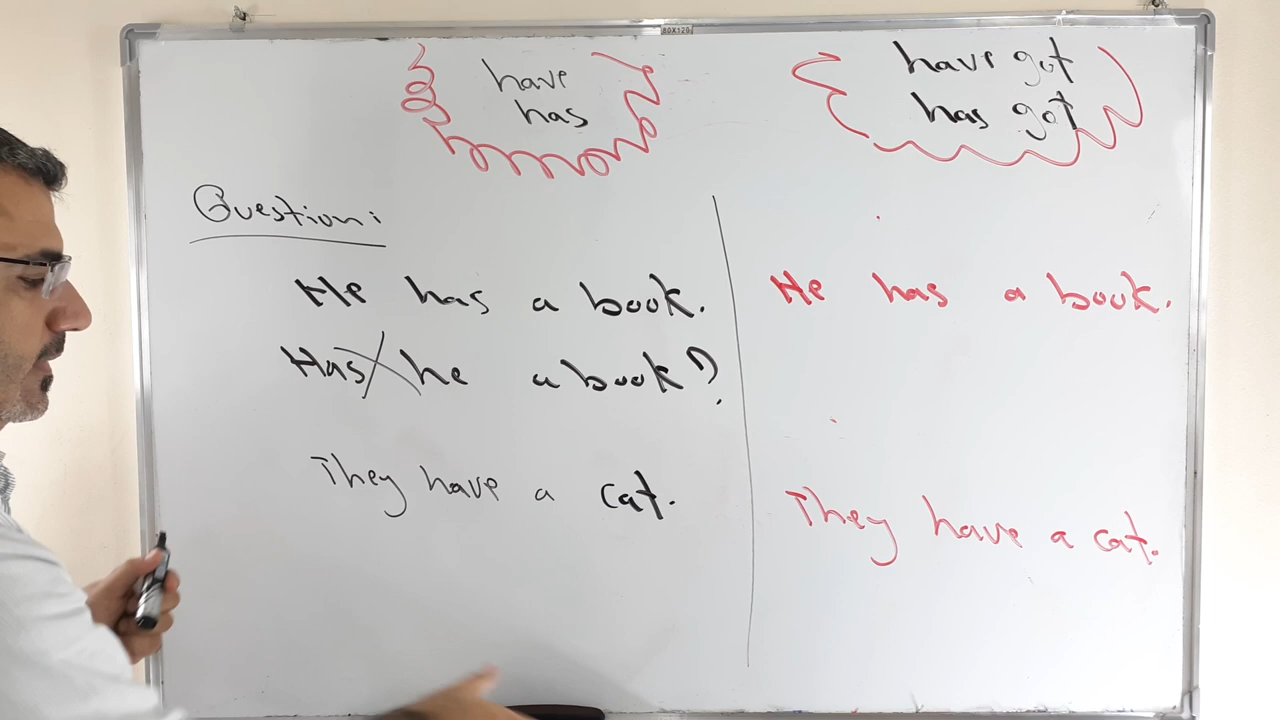 80X120
have
has
have got
has got
Question:
He has a book.
Has he a book?
They have a cat.
He has a book.
They have a cat.